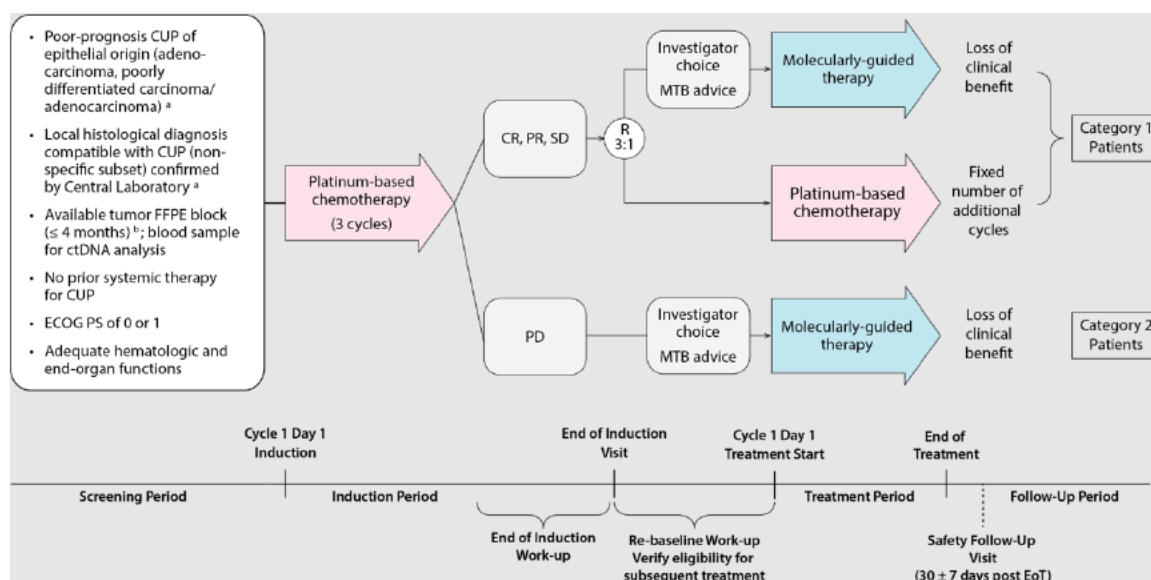 • Poor-prognosis CUP of
epithelial origin (adeno-
carcinoma, poorly
differentiated carcinoma/
adenocarcinoma) a
• Local histological diagnosis
compatible with CUP (non-
specific subset) confirmed
by Central Laboratory a
• Available tumor FFPE block
(≤ 4 months) b; blood sample
for ctDNA analysis
• No prior systemic therapy
for CUP
• ECOG PS of 0 or 1
• Adequate hematologic and
end-organ functions
Platinum-based
chemotherapy
(3 cycles)
CR, PR, SD
R
3:1
Investigator
choice
MTB advice
Molecularly-guided
therapy
Loss of
clinical
benefit
Platinum-based
chemotherapy
Fixed
number of
additional
cycles
Category 1
Patients
PD
Investigator
choice
MTB advice
Molecularly-guided
therapy
Loss of
clinical
benefit
Category 2
Patients
Cycle 1 Day 1
Induction
End of Induction
Visit
Cycle 1 Day 1
Treatment Start
End of
Treatment
Screening Period
Induction Period
Treatment Period
Follow-Up Period
End of Induction
Work-up
Re-baseline Work-up
Verify eligibility for
subsequent treatment
Safety Follow-Up
Visit
(30 ± 7 days post EoT)